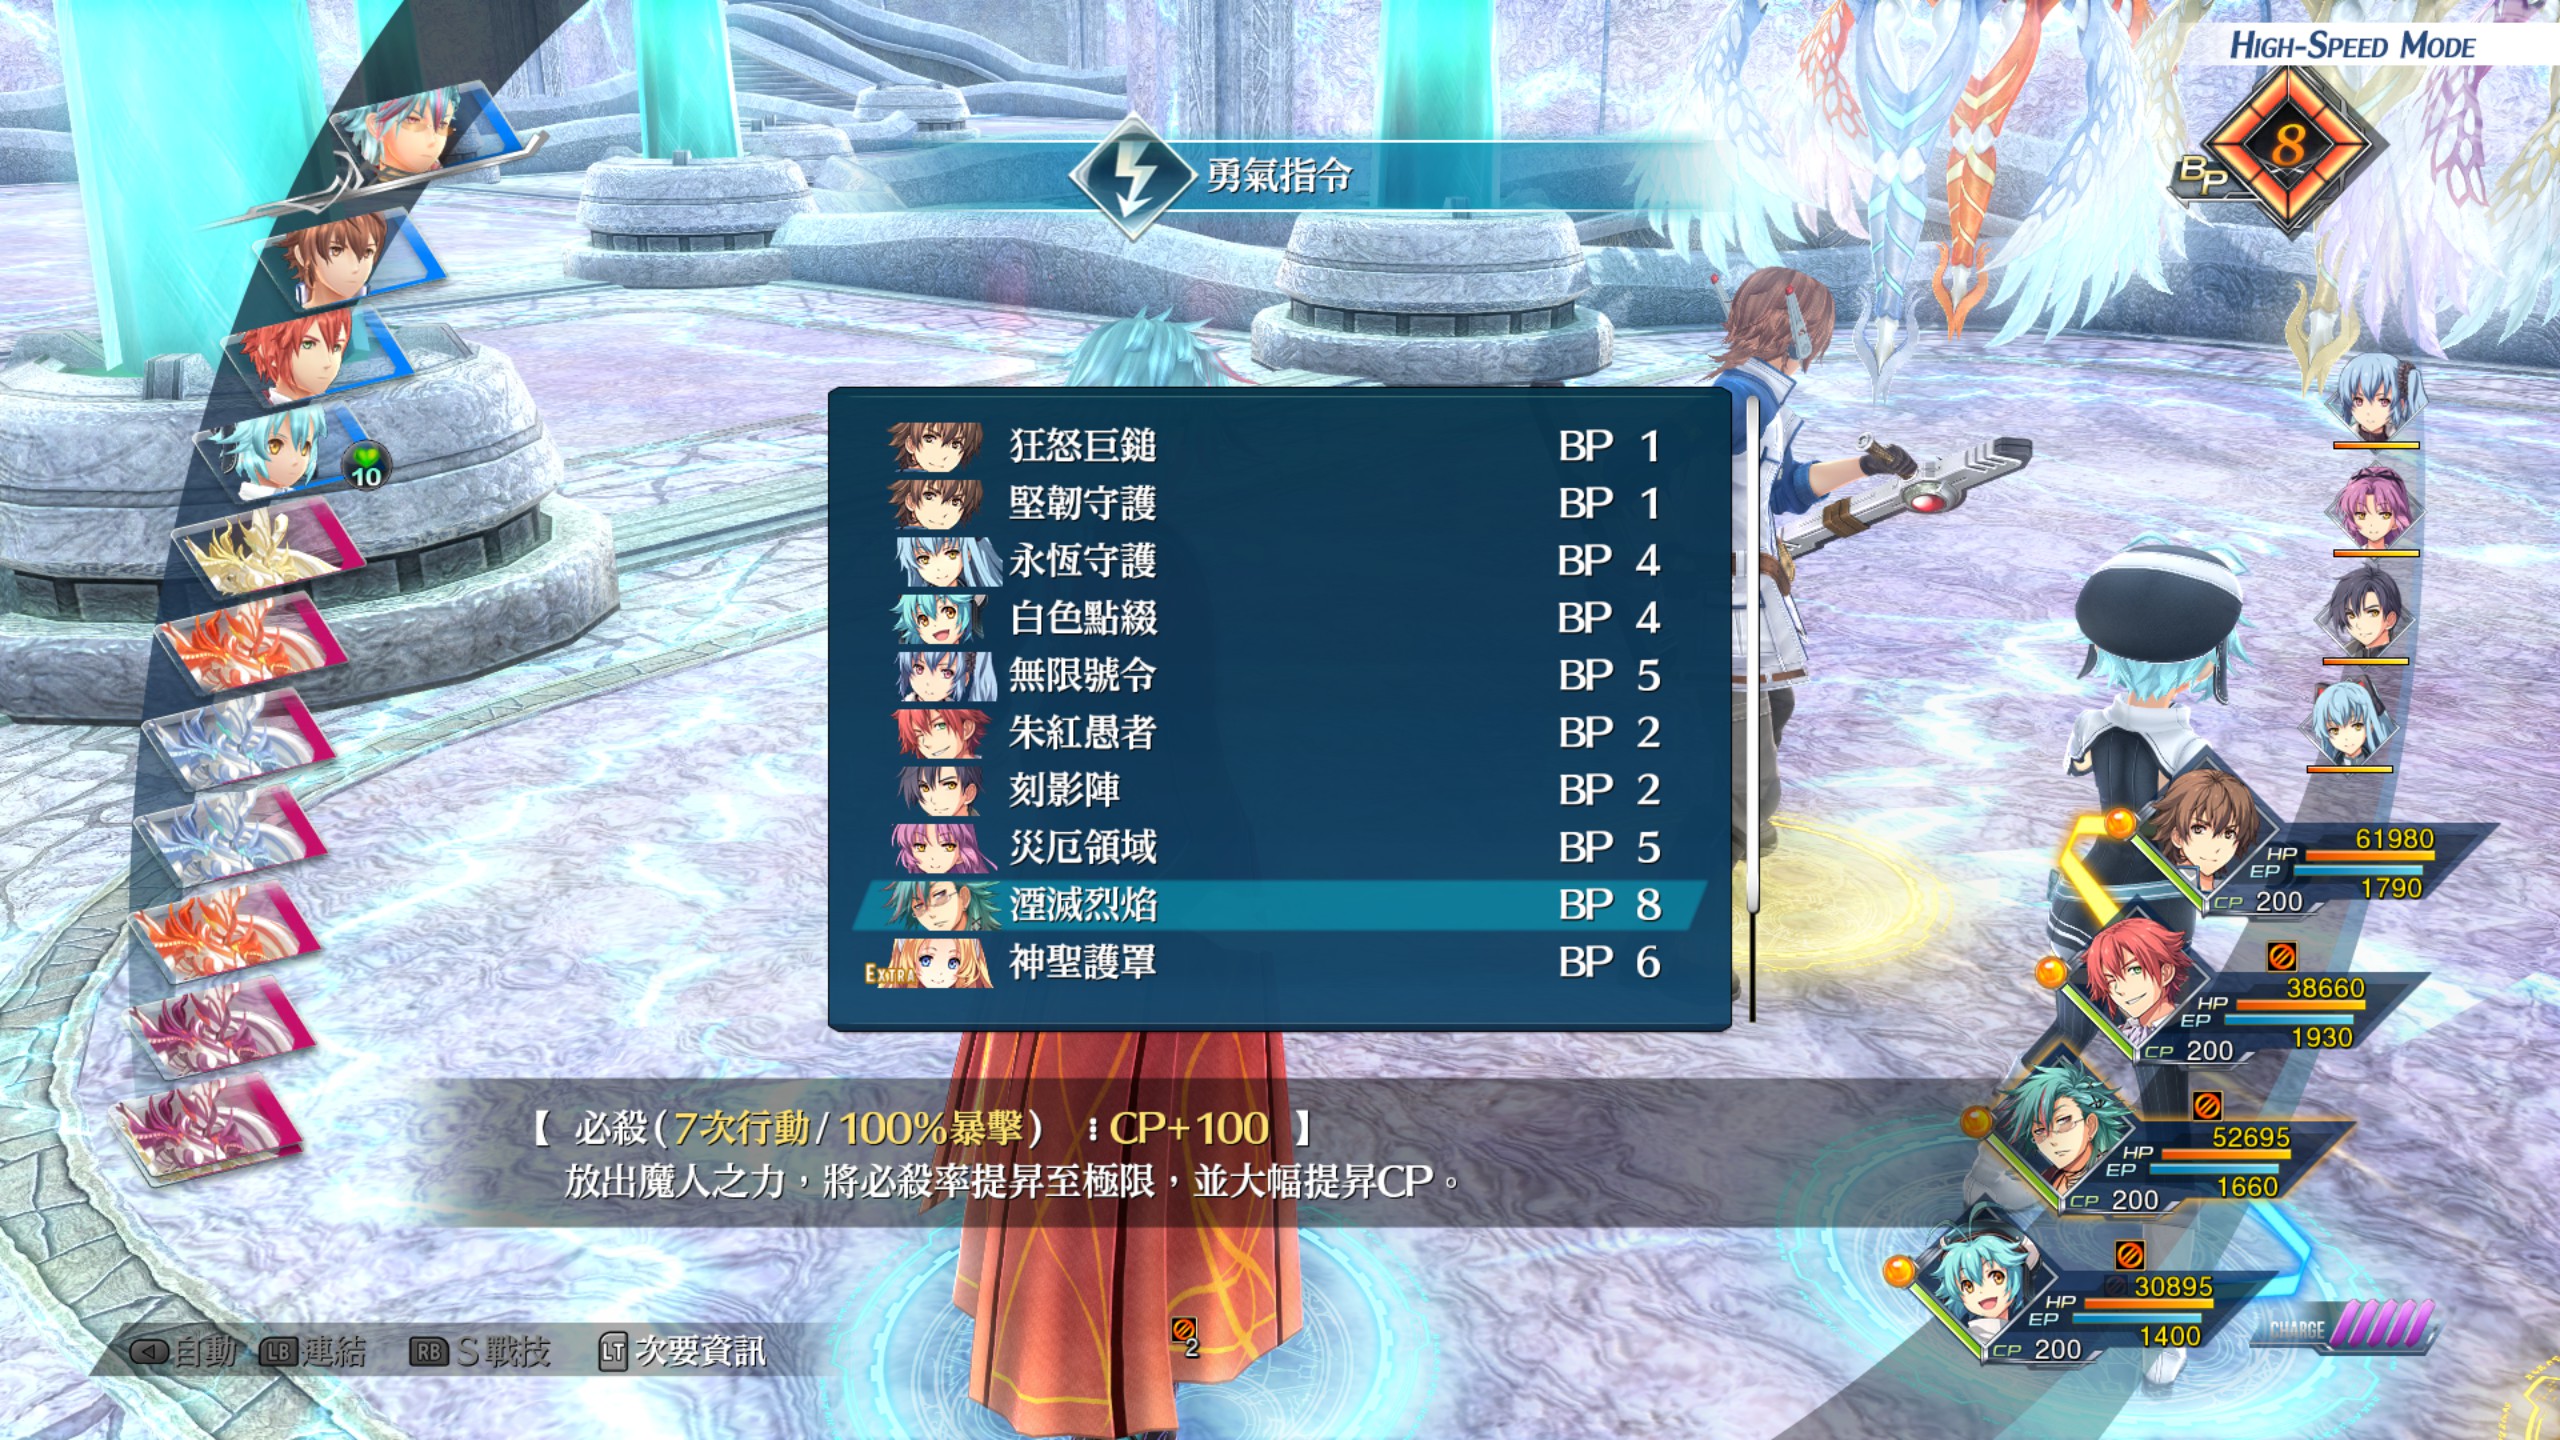 HIGH-SPEED MODE
8
BP
勇氣指令
10
狂怒巨鎚 BP 1
堅韌守護 BP 1
永恆守護 BP 4
白色點綴 BP 4
無限號令 BP 5
朱紅愚者 BP 2
刻影陣 BP 2
災厄領域 BP 5
湮滅烈焰 BP 8
EXTRA 神聖護罩 BP 6
【 必殺(7次行動/100%暴擊) :CP+100 】
放出魔人之力,將必殺率提昇至極限,並大幅提昇CP。
HP 61980
EP 1790
CP 200
HP 38660
EP 1930
CP 200
HP 52695
EP 1660
CP 200
HP 30895
EP 1400
CP 200
CHARGE
2
自動 LB 連結 RB S戰技 LT 次要資訊